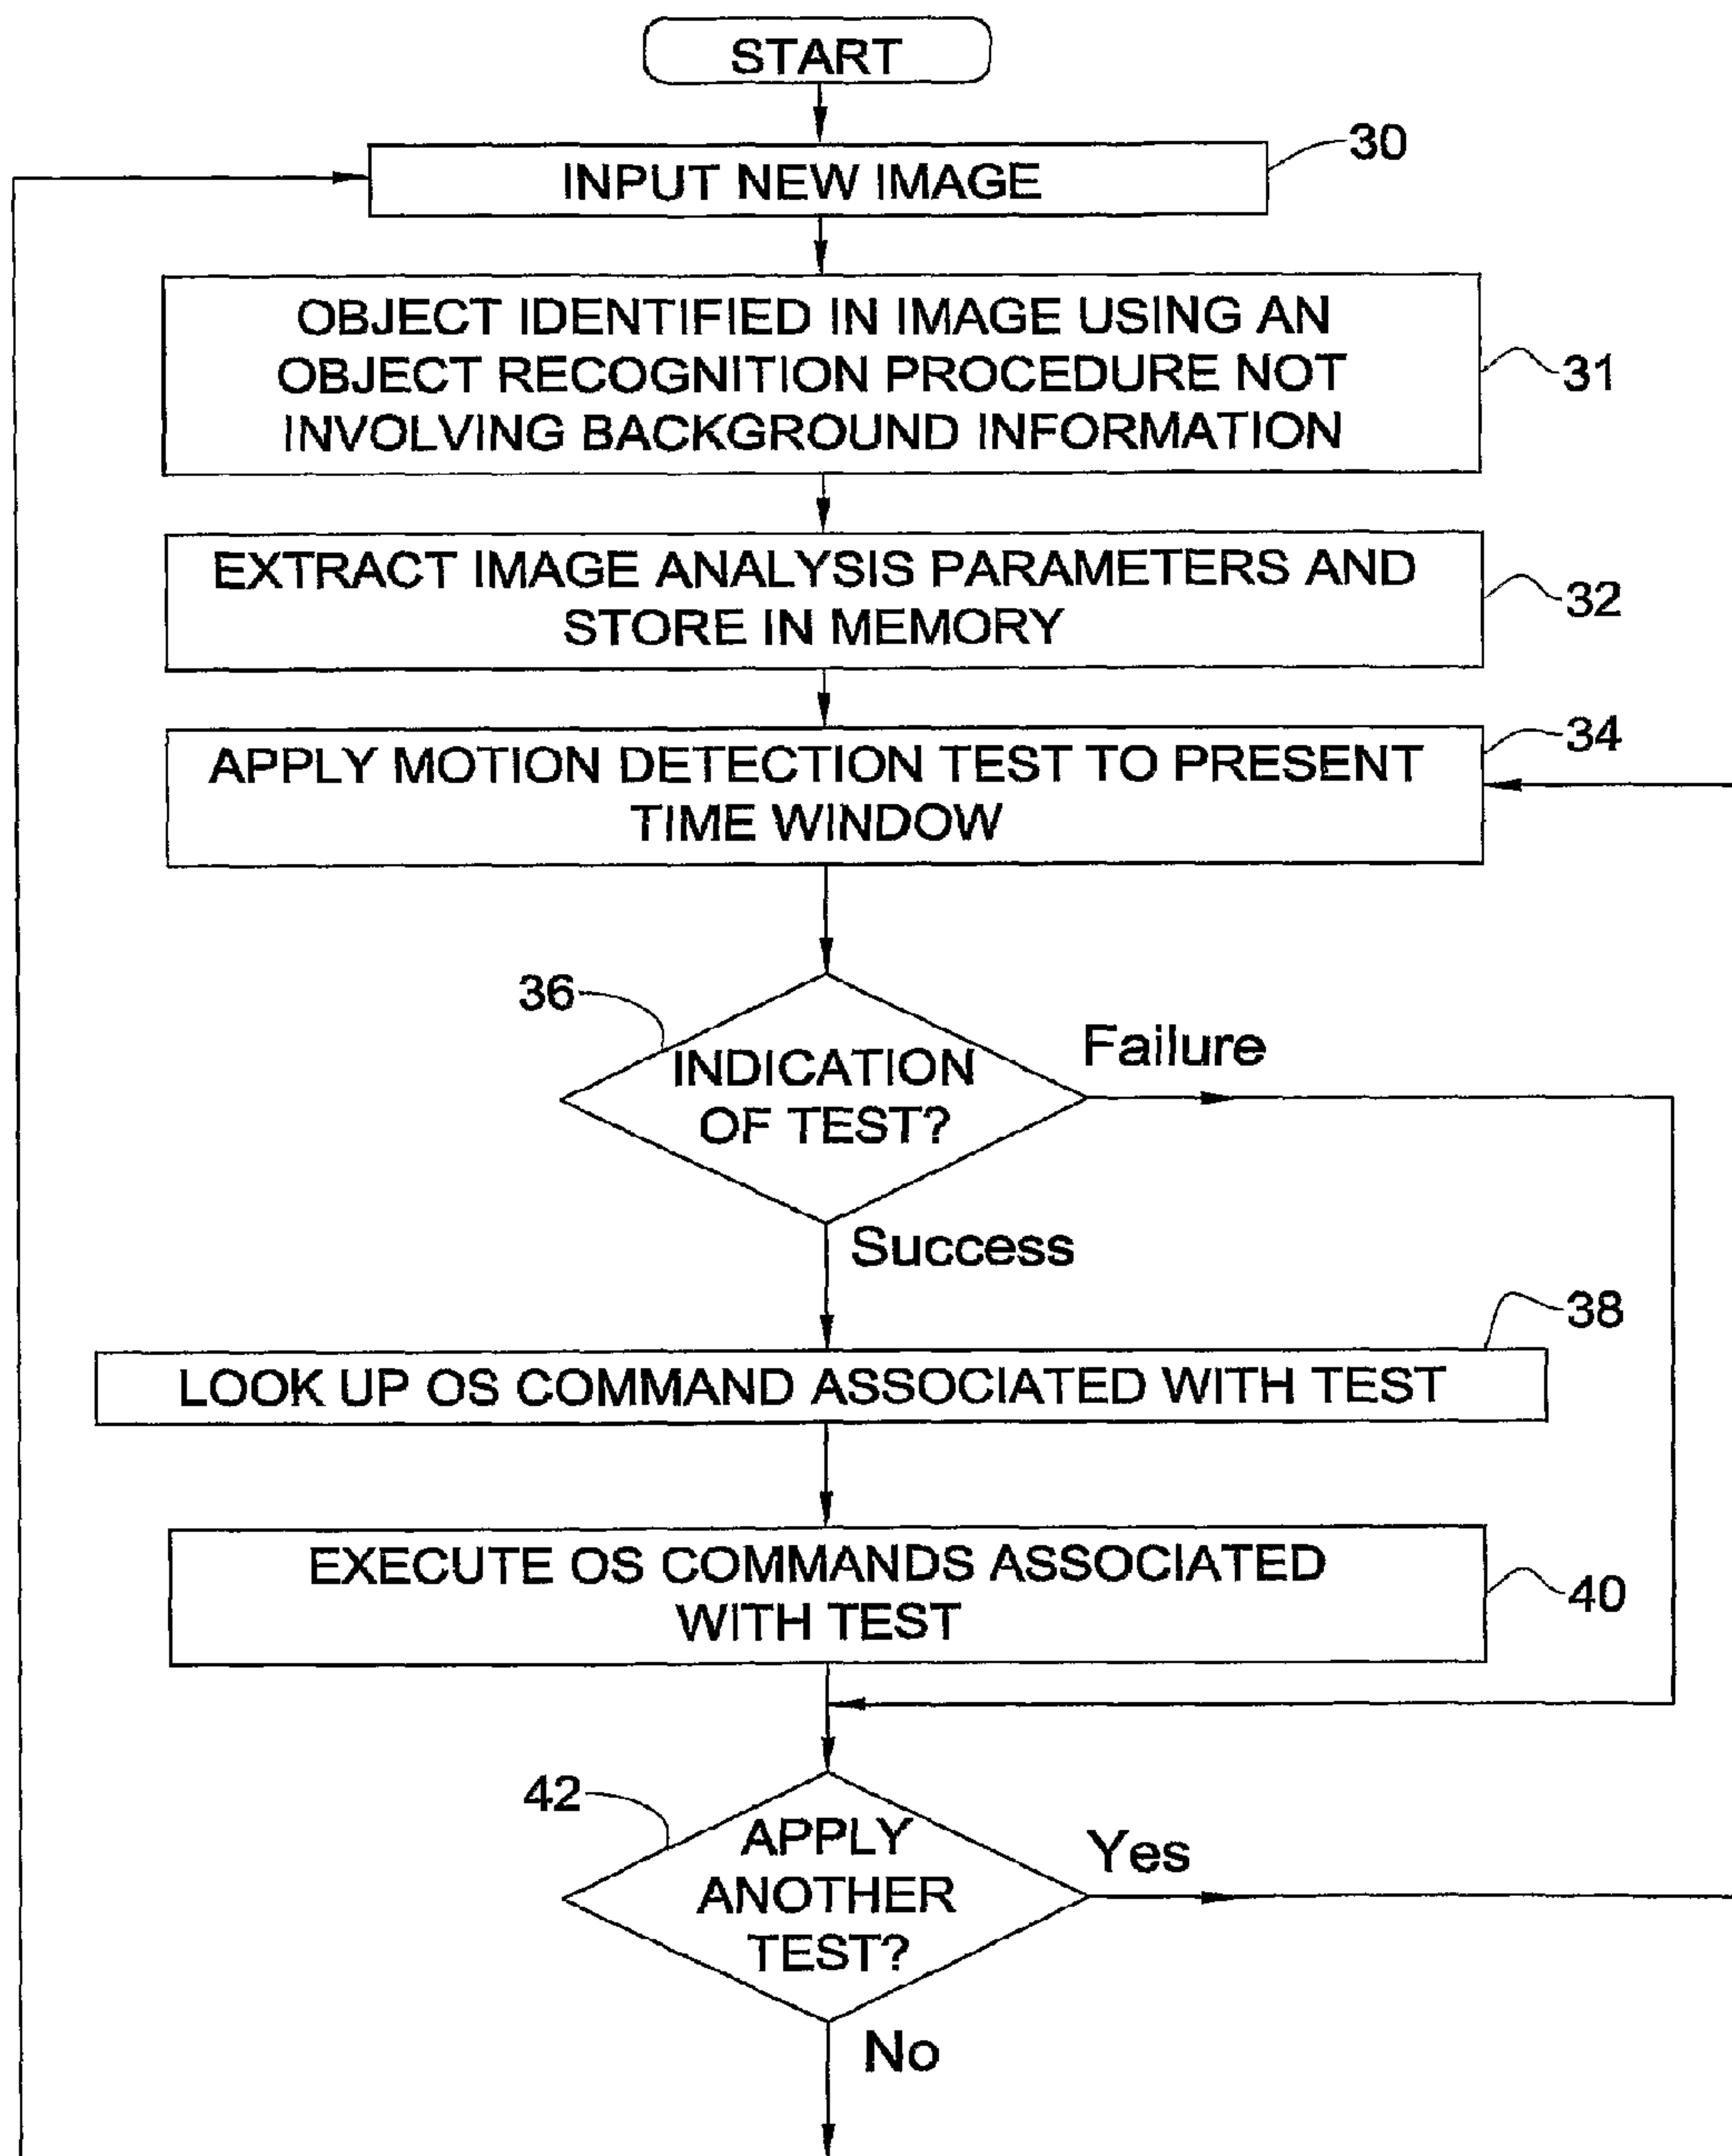 START
30
INPUT NEW IMAGE
OBJECT IDENTIFIED IN IMAGE USING AN
OBJECT RECOGNITION PROCEDURE NOT
INVOLVING BACKGROUND INFORMATION
31
EXTRACT IMAGE ANALYSIS PARAMETERS AND
STORE IN MEMORY
32
34
APPLY MOTION DETECTION TEST TO PRESENT
TIME WINDOW
36
INDICATION
OF TEST?
Failure
Success
38
LOOK UP OS COMMAND ASSOCIATED WITH TEST
EXECUTE OS COMMANDS ASSOCIATED
WITH TEST
40
42
APPLY
ANOTHER
TEST?
Yes
No